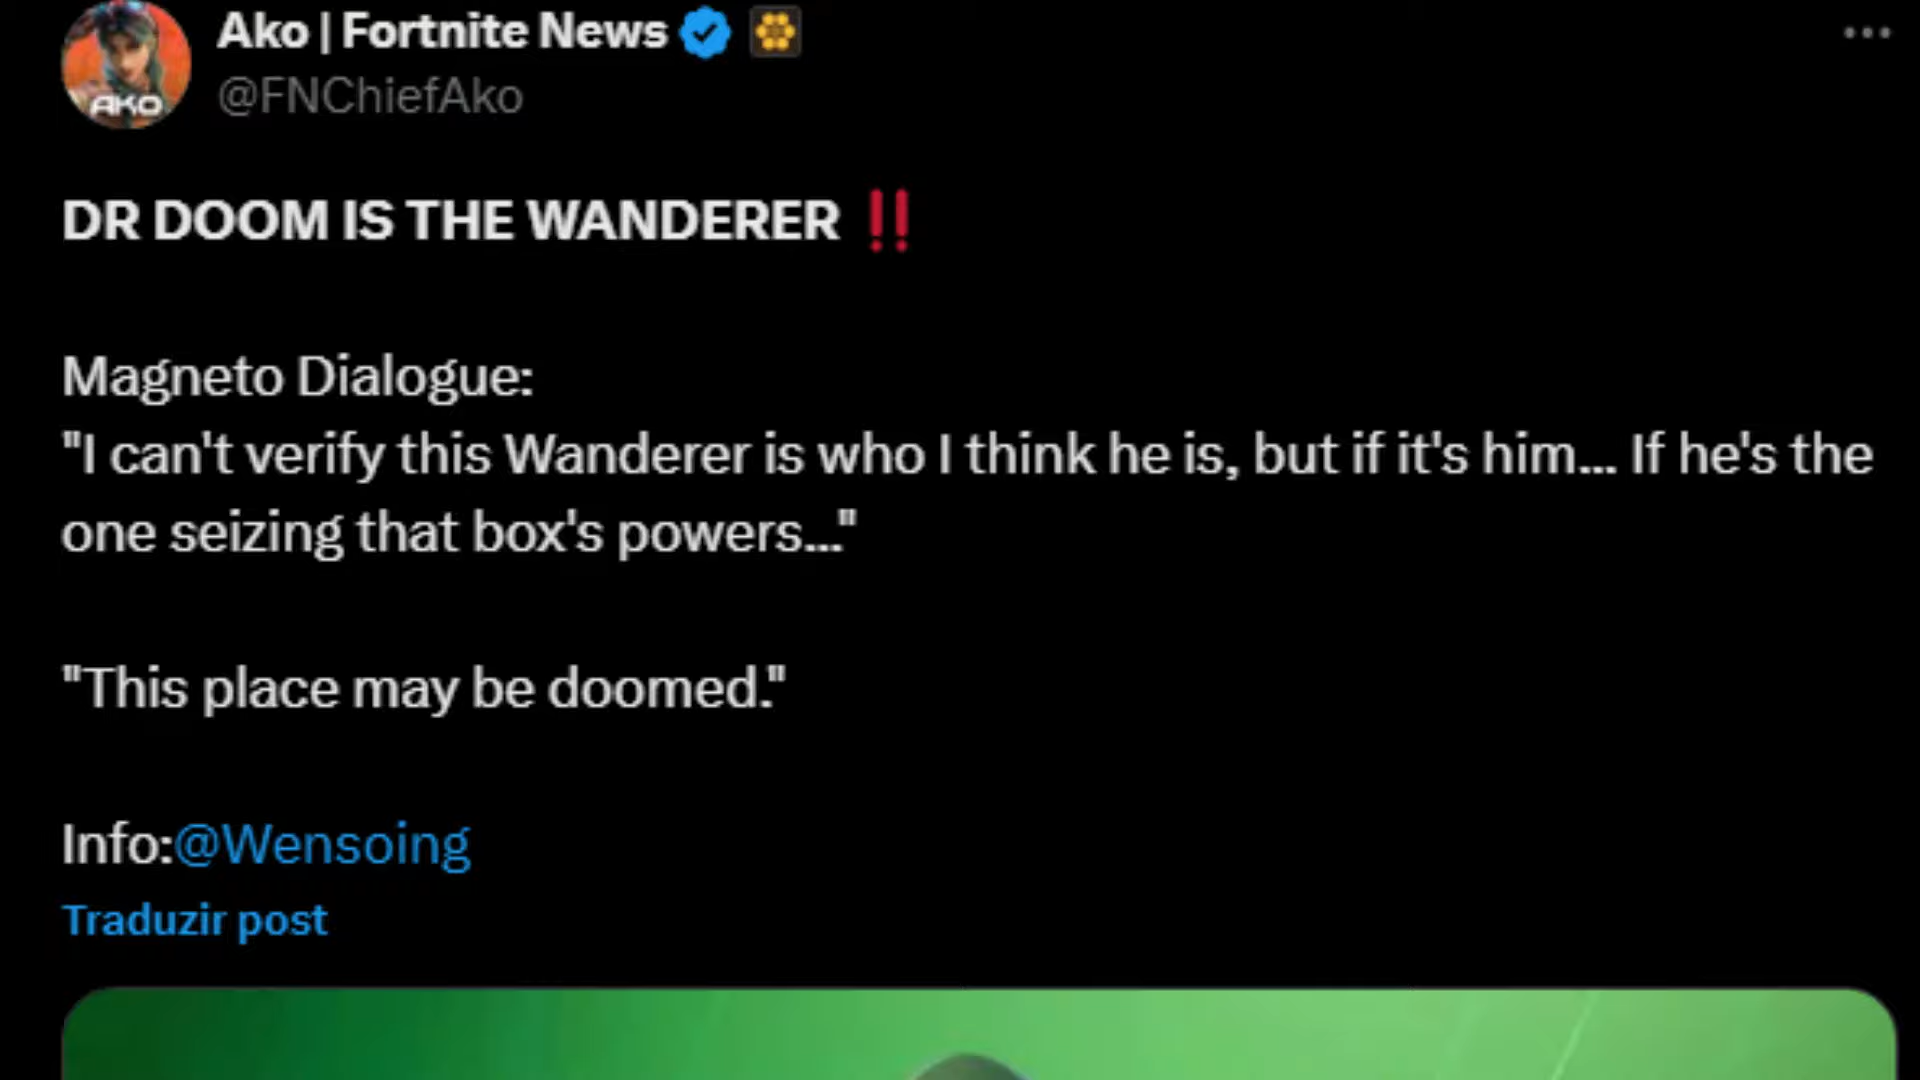 Ako | Fortnite News
@FNChiefAko
AKO
DR DOOM IS THE WANDERER ‼️
Magneto Dialogue:
"I can't verify this Wanderer is who I think he is, but if it's him... If he's the
one seizing that box's powers..."
"This place may be doomed."
Info:@Wensoing
Traduzir post